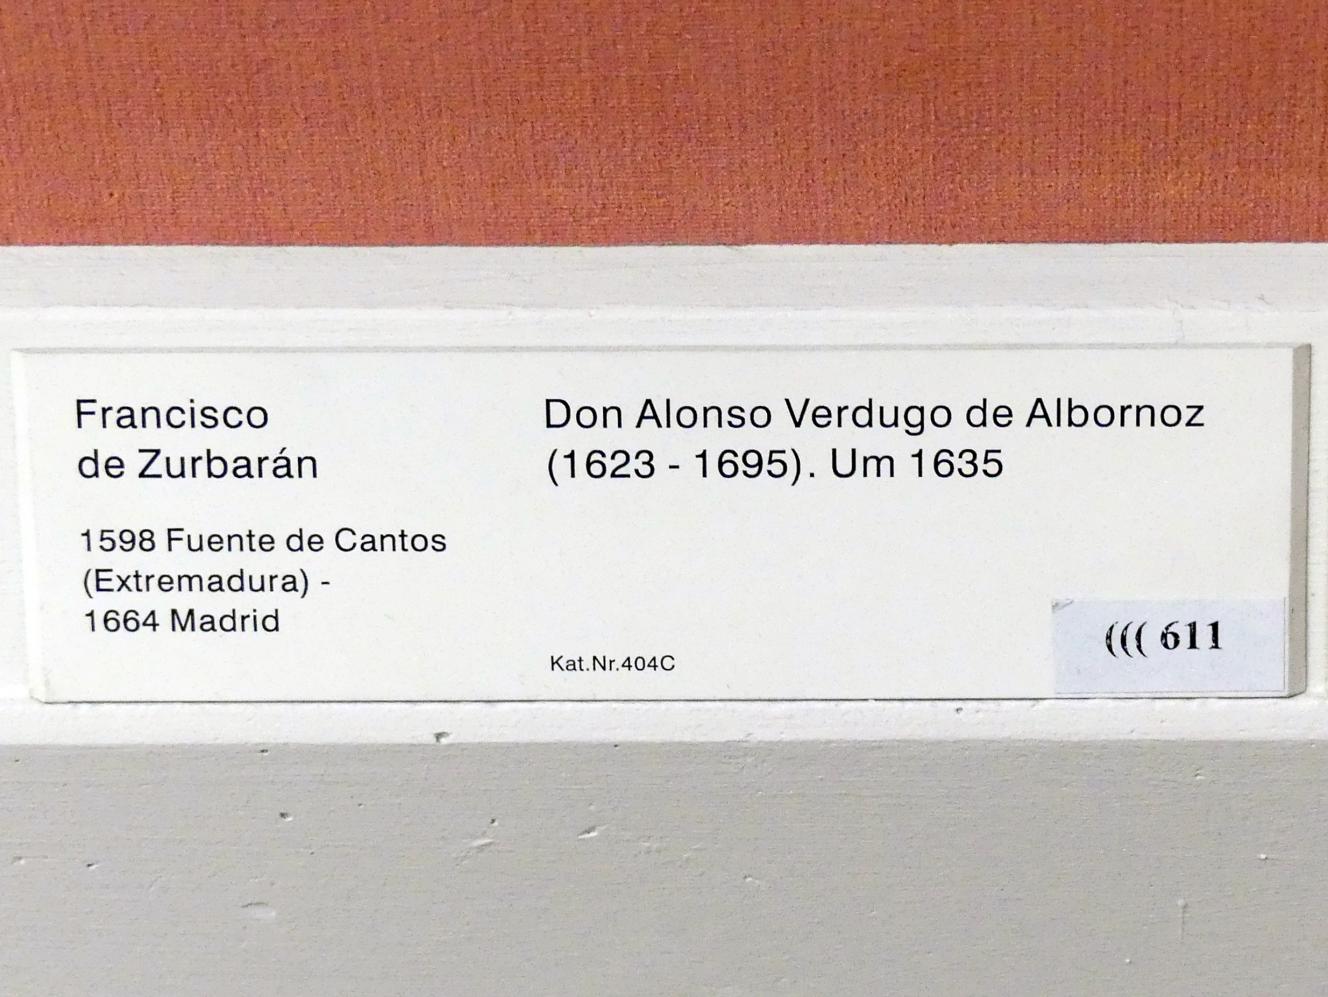 Francisco
de Zurbarán
1598 Fuente de Cantos
(Extremadura) -
1664 Madrid
Don Alonso Verdugo de Albornoz
(1623 - 1695). Um 1635
Kat.Nr.404C
((( 611